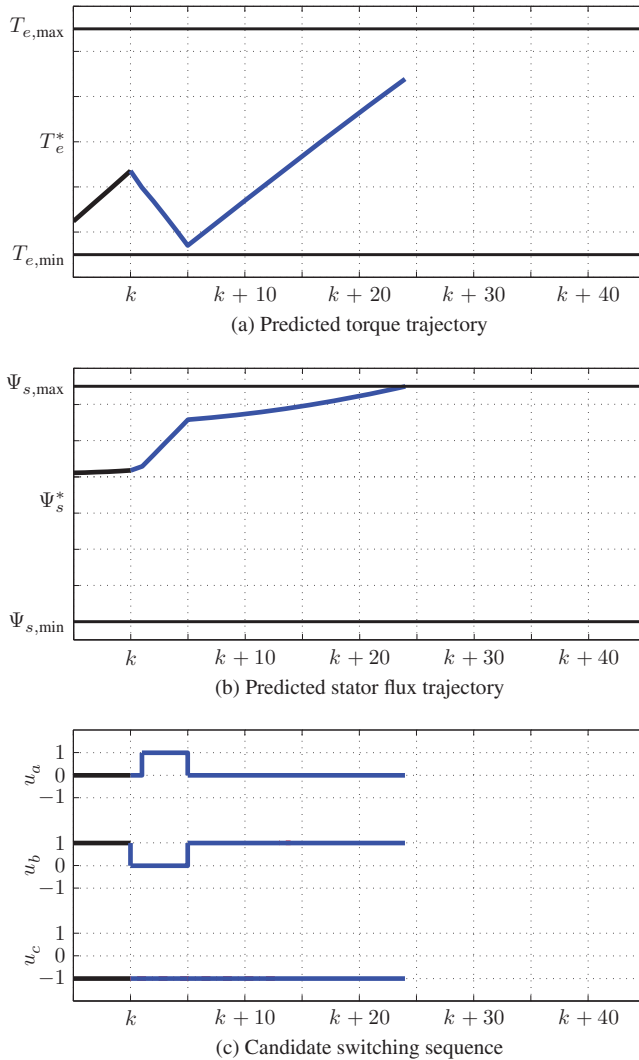 T_{e,max}
T_e^*
T_{e,min}
k k + 10 k + 20 k + 30 k + 40
(a) Predicted torque trajectory
Ψ_{s,max}
Ψ_s^*
Ψ_{s,min}
k k + 10 k + 20 k + 30 k + 40
(b) Predicted stator flux trajectory
u_a
1
0
−1
u_b
1
0
−1
u_c
1
0
−1
k k + 10 k + 20 k + 30 k + 40
(c) Candidate switching sequence